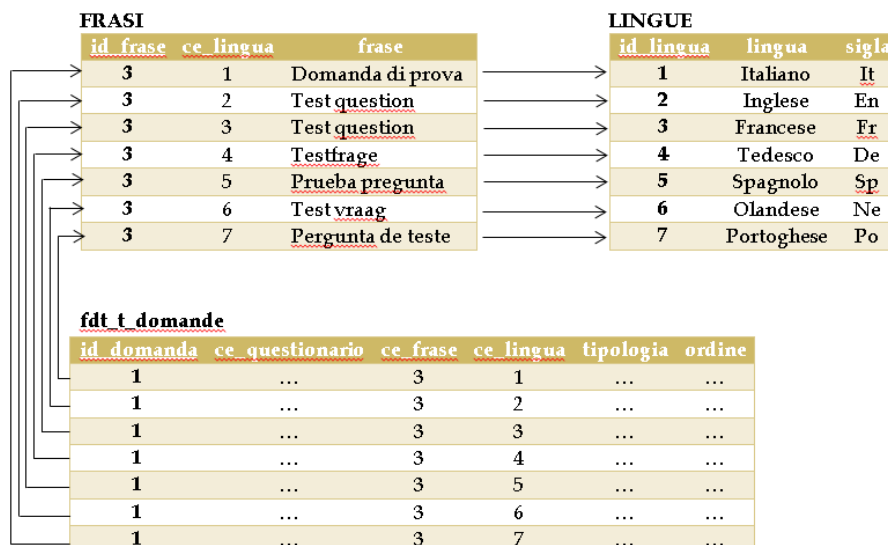 FRASI LINGUE
id_frase ce_lingua frase id_lingua lingua sigla
3 1 Domanda di prova 1 Italiano It
3 2 Test question 2 Inglese En
3 3 Test question 3 Francese Fr
3 4 Testfrage 4 Tedesco De
3 5 Prueba pregunta 5 Spagnolo Sp
3 6 Test vraag 6 Olandese Ne
3 7 Pergunta de teste 7 Portoghese Po
fdt_t_domande
id_domanda ce_questionario ce_frase ce_lingua tipologia ordine
1 ... 3 1 ... ...
1 ... 3 2 ... ...
1 ... 3 3 ... ...
1 ... 3 4 ... ...
1 ... 3 5 ... ...
1 ... 3 6 ... ...
1 ... 3 7 ... ...